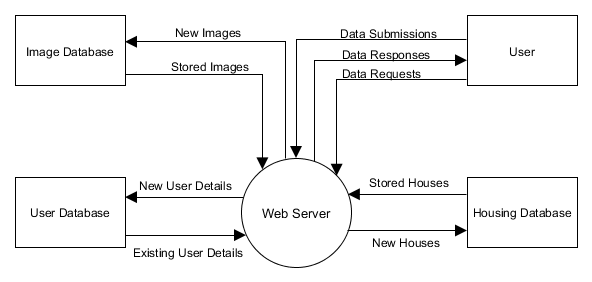 New Images
Image Database
Stored Images
Data Submissions
Data Responses
Data Requests
User
New User Details
User Database
Existing User Details
Web Server
Stored Houses
Housing Database
New Houses